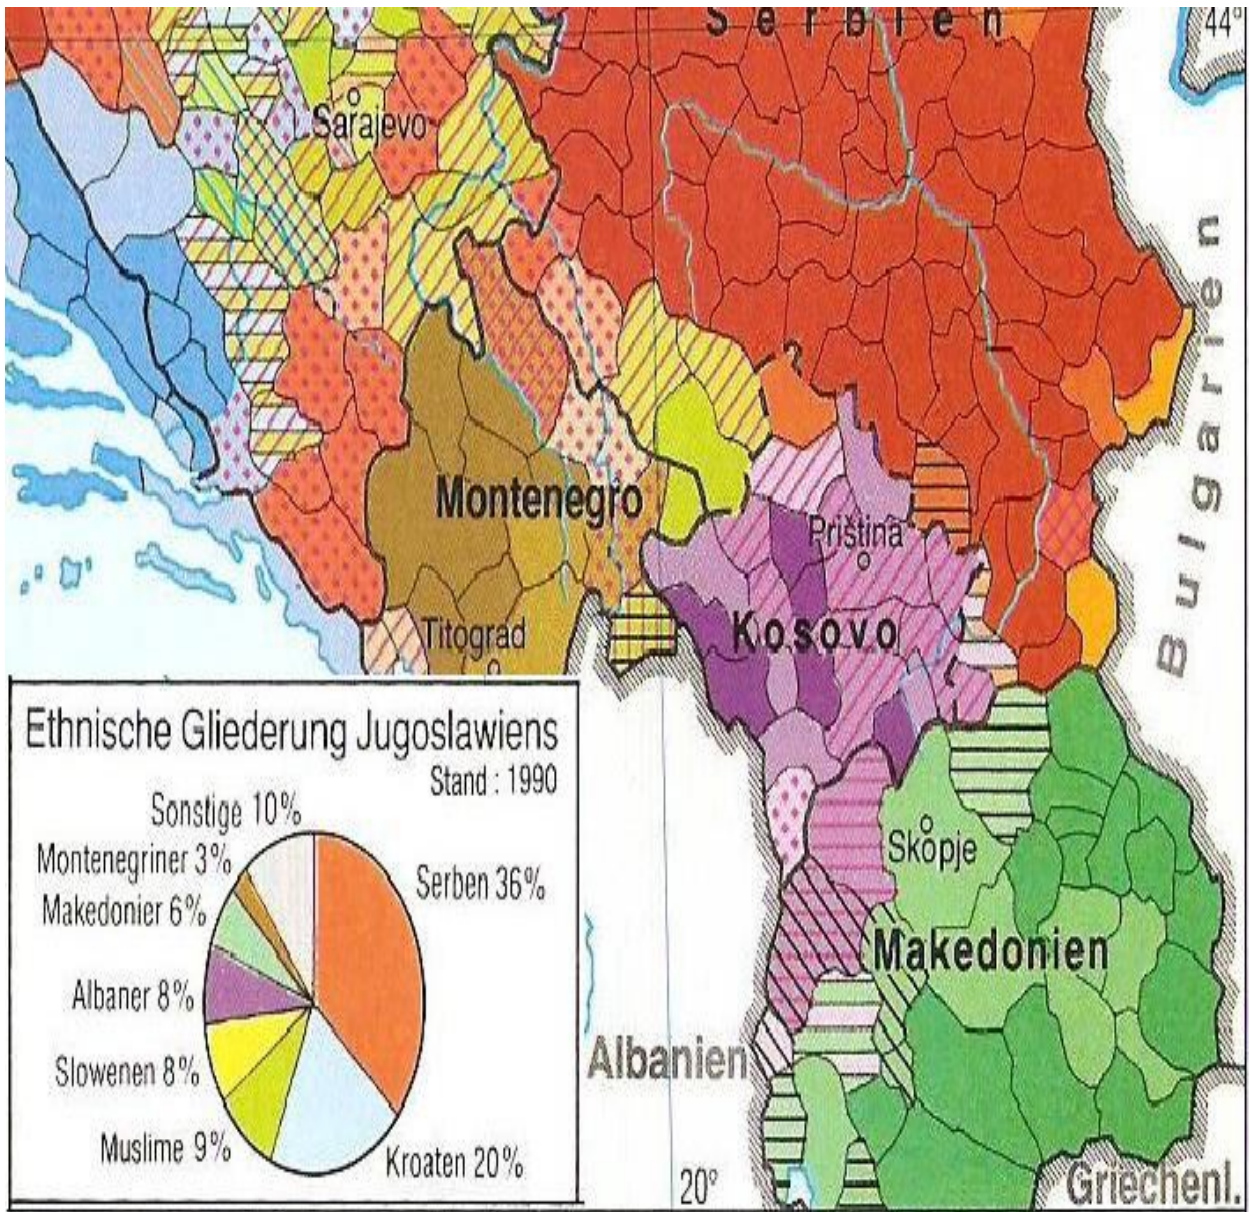 Serbien
44°
Sarajevo
Bulgarien
Montenegro
Priština
Kosovo
Titograd
Ethnische Gliederung Jugoslawiens
Stand : 1990
Sonstige 10%
Montenegriner 3%
Serben 36%
Makedonier 6%
Albaner 8%
Slowenen 8%
Muslime 9%
Kroaten 20%
Skopje
Makedonien
Albanien
20°
Griechenl.